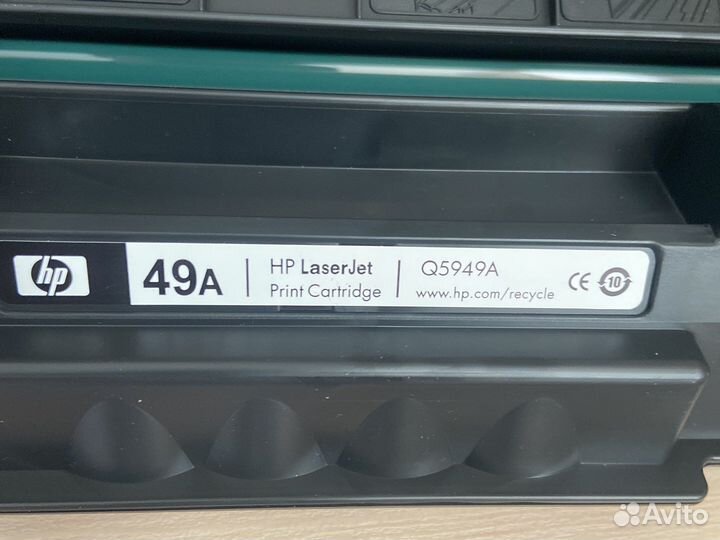 hp
49A
HP LaserJet
Print Cartridge
Q5949A
www.hp.com/recycle
CE 10
Avito